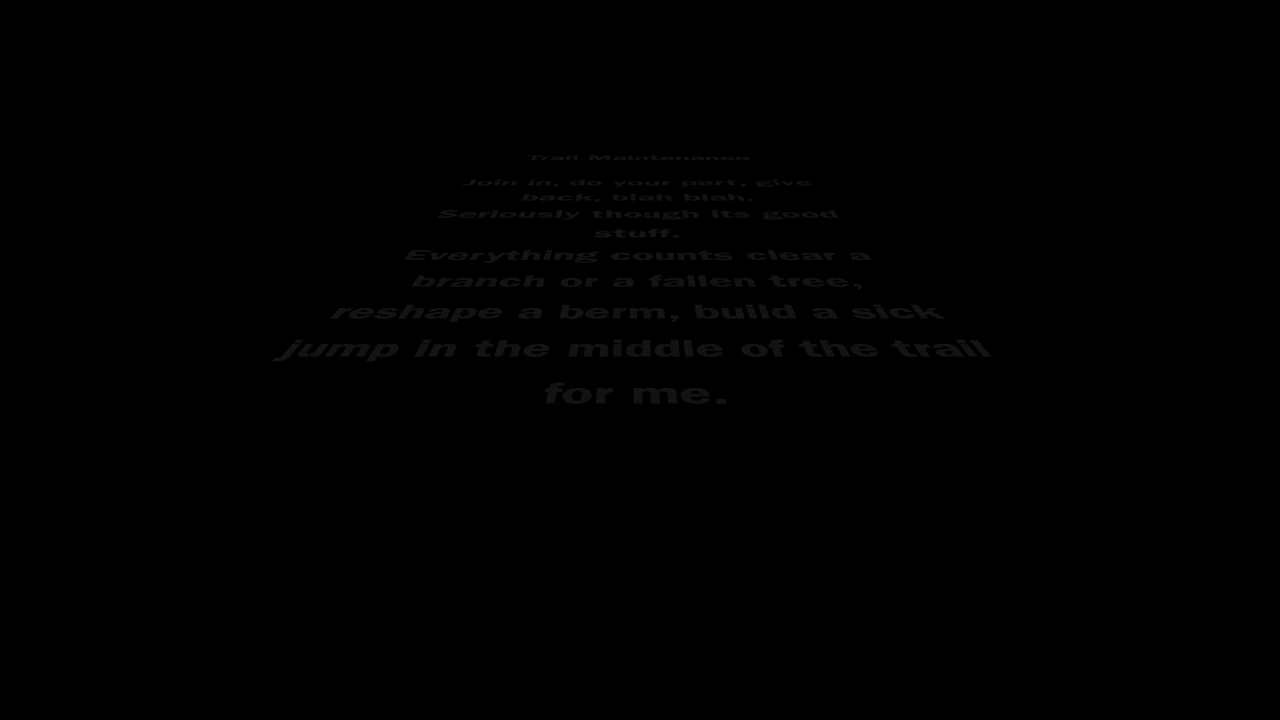 Trail Maintenance
Join in, do your part, give
back, blah blah.
Seriously though its good
stuff.
Everything counts clear a
branch or a fallen tree,
reshape a berm, build a sick
jump in the middle of the trail
for me.